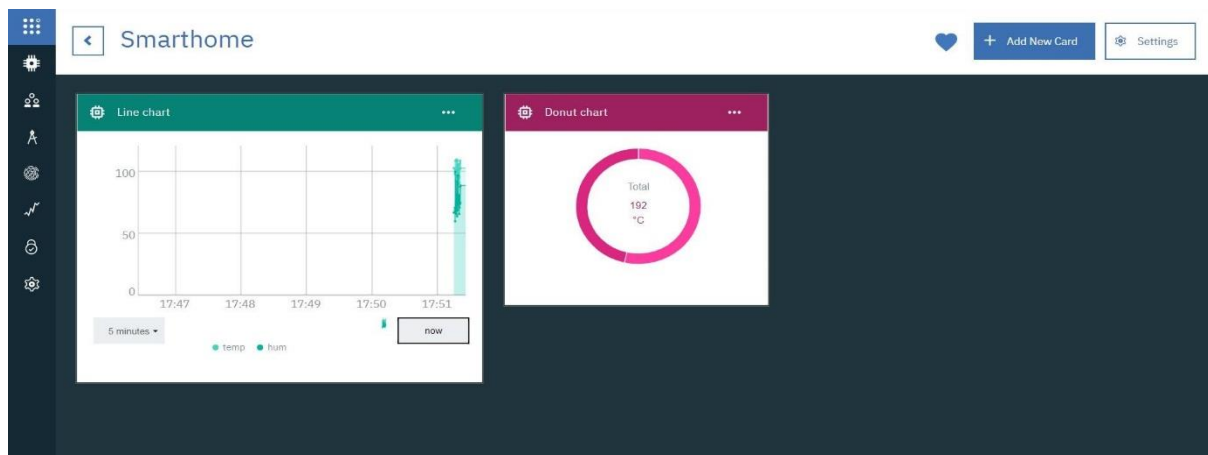 Smarthome
+ Add New Card
Settings
Line chart
100
50
0
17:47 17:48 17:49 17:50 17:51
5 minutes
now
temp hum
Donut chart
Total
192
°C